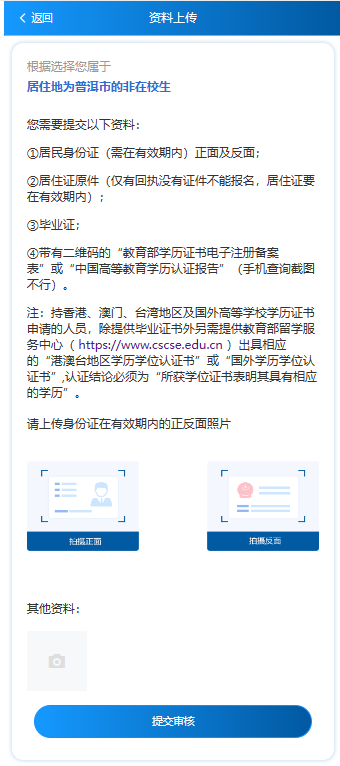 返回
资料上传
根据选择您属于
居住地为普洱市的非在校生
您需要提交以下资料：
①居民身份证（需在有效期内）正面及反面；
②居住证原件（仅有回执没有证件不能报名，居住证要
在有效期内）；
③毕业证；
④带有二维码的“教育部学历证书电子注册备案
表”或“中国高等教育学历认证报告”（手机查询截图
不行）。
注：持香港、澳门、台湾地区及国外高等学校学历证书
申请的人员，除提供毕业证书外另需提供教育部留学服
务中心（ https://www.cscse.edu.cn ）出具相应
的“港澳台地区学历学位认证书”或“国外学历学位认
证书”,认证结论必须为“所获学位证书表明其具有相应
的学历”。
请上传身份证在有效期内的正反面照片
拍摄正面
拍摄反面
其他资料：
提交审核